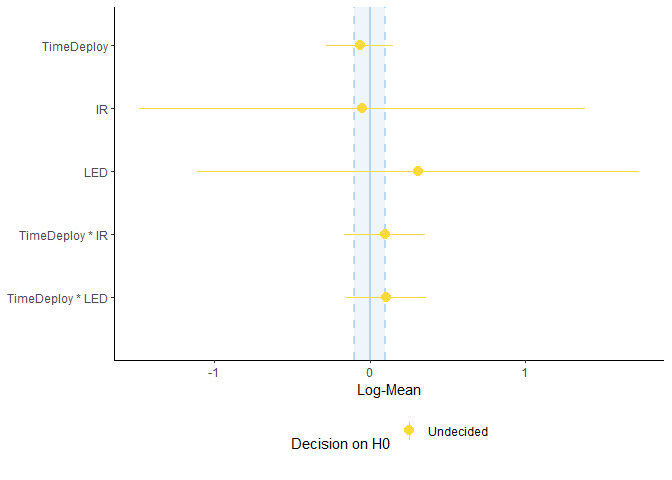 TimeDeploy
IR
LED
TimeDeploy * IR
TimeDeploy * LED
-1
0
1
Log-Mean
Decision on H0
Undecided